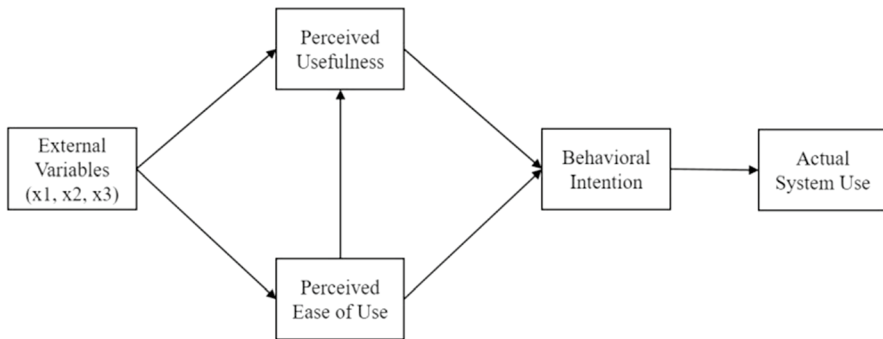 Perceived
Usefulness
External
Variables
(x1, x2, x3)
Behavioral
Intention
Actual
System Use
Perceived
Ease of Use